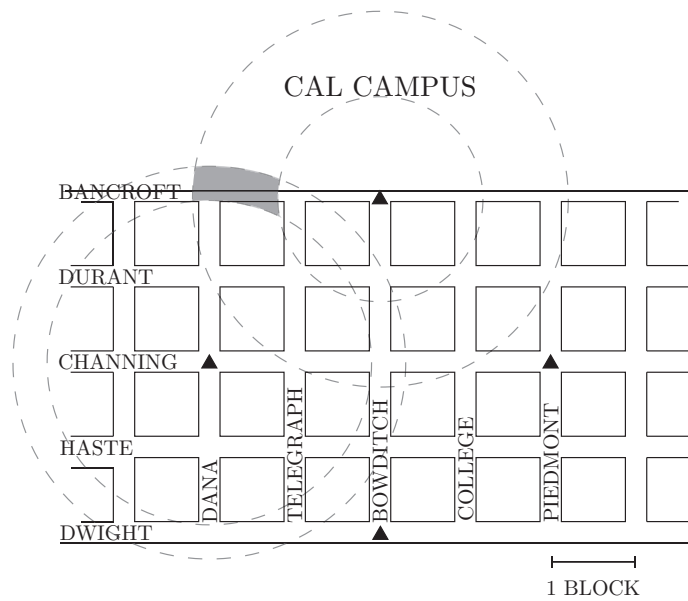 CAL CAMPUS
BANCROFT
DURANT
CHANNING
HASTE
DWIGHT
DANA
TELEGRAPH
BOWDITCH
COLLEGE
PIEDMONT
1 BLOCK